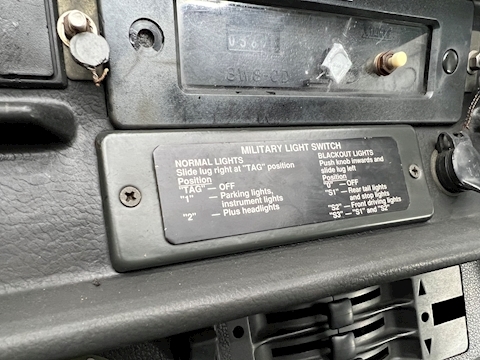 MILITARY LIGHT SWITCH
NORMAL LIGHTS
Slide lug right at "TAG" position
Position
"TAG" — OFF
"1" — Parking lights,
instrument lights
"2" — Plus headlights
BLACKOUT LIGHTS
Push knob inwards and
slide lug left
Position
"0" — OFF
"S1" — Rear tail lights
and stop lights
"S2" — Front driving lights
"S3" — "S1" and "S2"